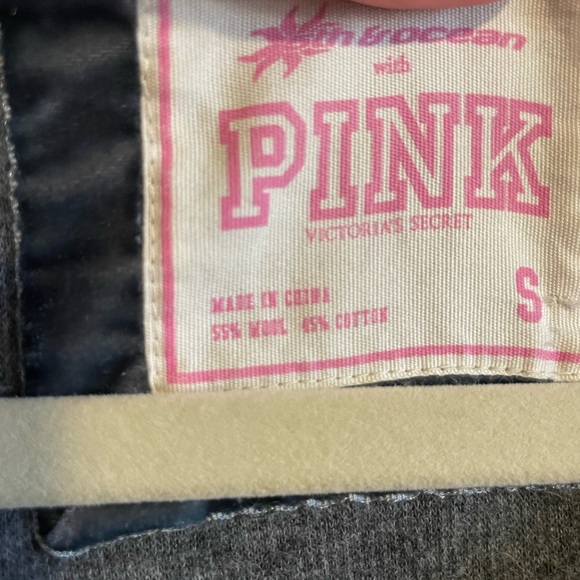 with
PINK
VICTORIA'S SECRET
MADE IN CHINA
55% WOOL 45% COTTON
S